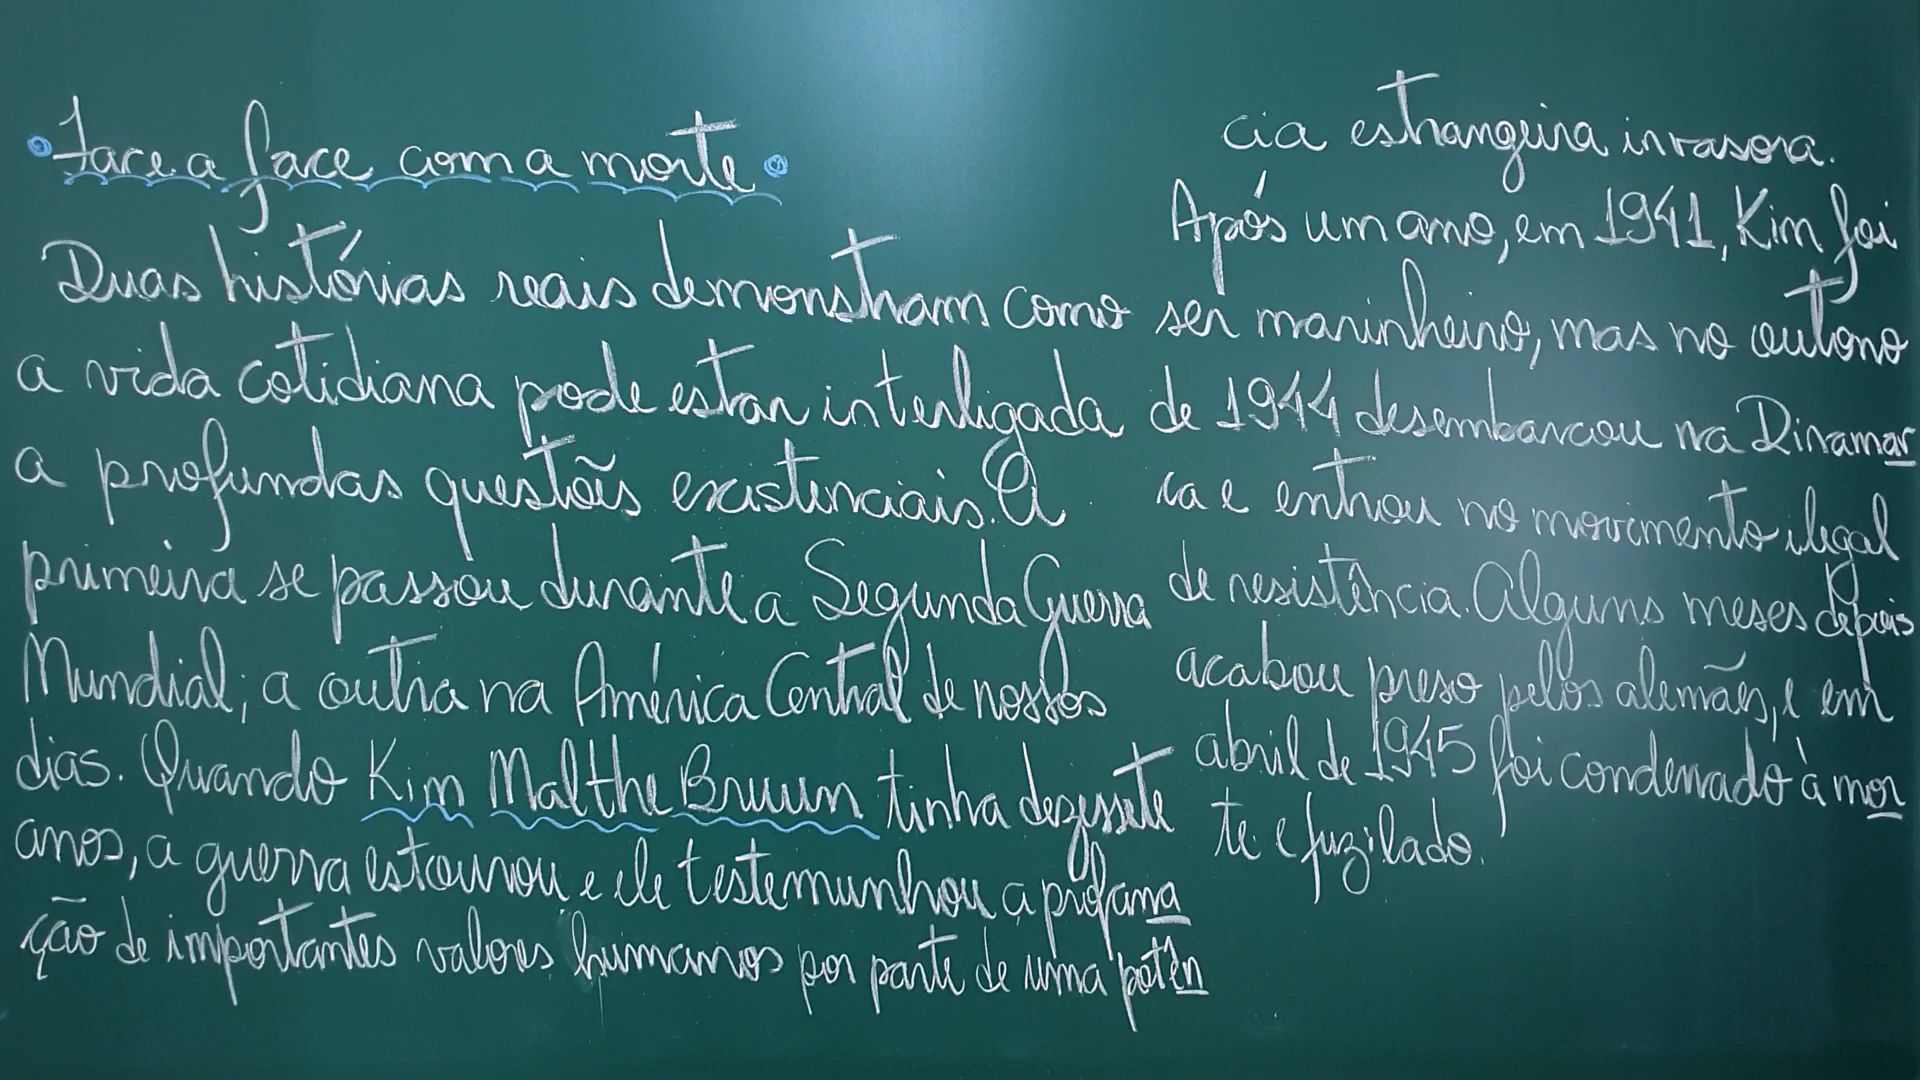 Face a face com a morte
Duas histórias reais demonstram como
a vida cotidiana pode estar interligada
a profundas questões existenciais. A
primeira se passou durante a Segunda Guerra
Mundial; a outra na América Central de nossos
dias. Quando Kim Malthe Bruun tinha dezessete
anos, a guerra estourou e ele testemunhou a profana
ção de importantes valores humanos por parte de uma potên
cia estrangeira invasora.
Após um ano, em 1941, Kim foi
ser marinheiro, mas no outono
de 1944 desembarcou na Dinamar
ca e entrou no movimento ilegal
de resistência. Alguns meses depois
acabou preso pelos alemães, e em
abril de 1945 foi condenado à mor
te e fuzilado.